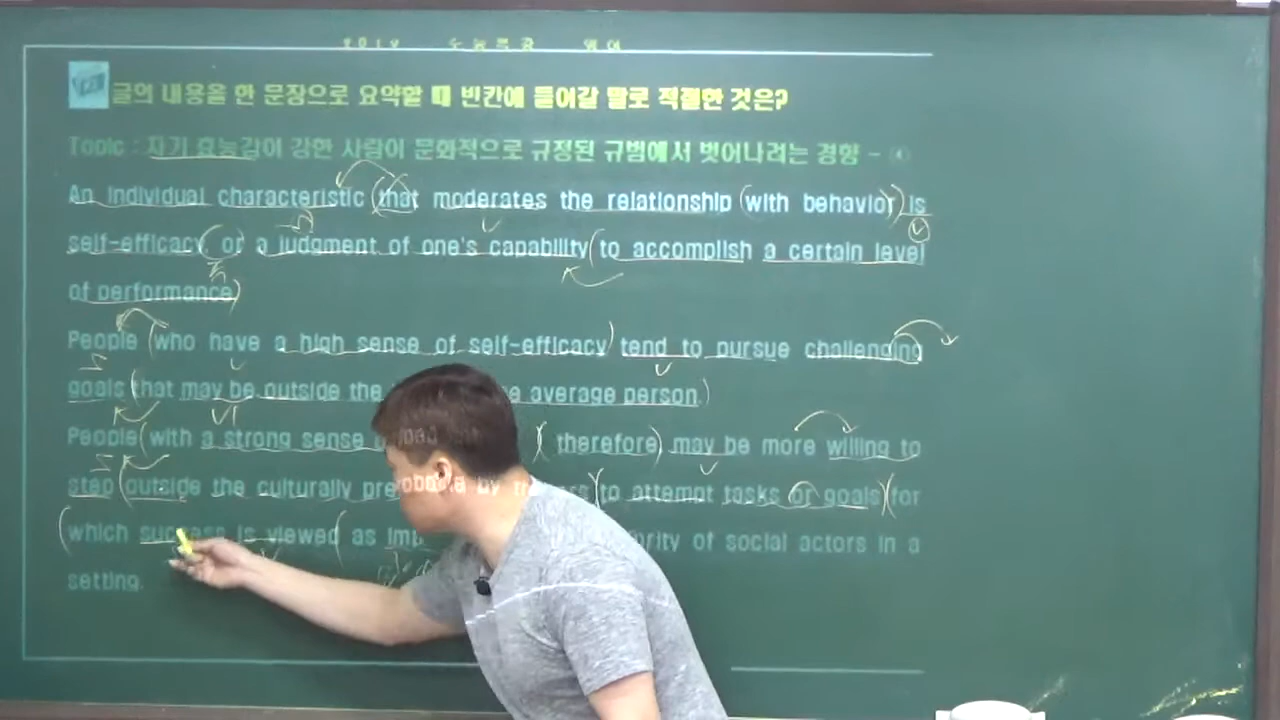 글의 내용을 한 문장으로 요약할 때 빈칸에 들어갈 말로 적절한 것은?
Topic : 자기 효능감이 강한 사람이 문화적으로 규정된 규범에서 벗어나려는 경향 - ④
An individual characteristic (that moderates the relationship (with behavior) is
self-efficacy, or a judgment of one's capability (to accomplish a certain level
of performance)
People (who have a high sense of self-efficacy) tend to pursue challenging
goals (that may be outside the average person.)
People (with a strong sense (therefore) may be more willing to
step (outside the culturally (to attempt tasks or goals) (for
(which success is viewed (as of social actors in a
setting.